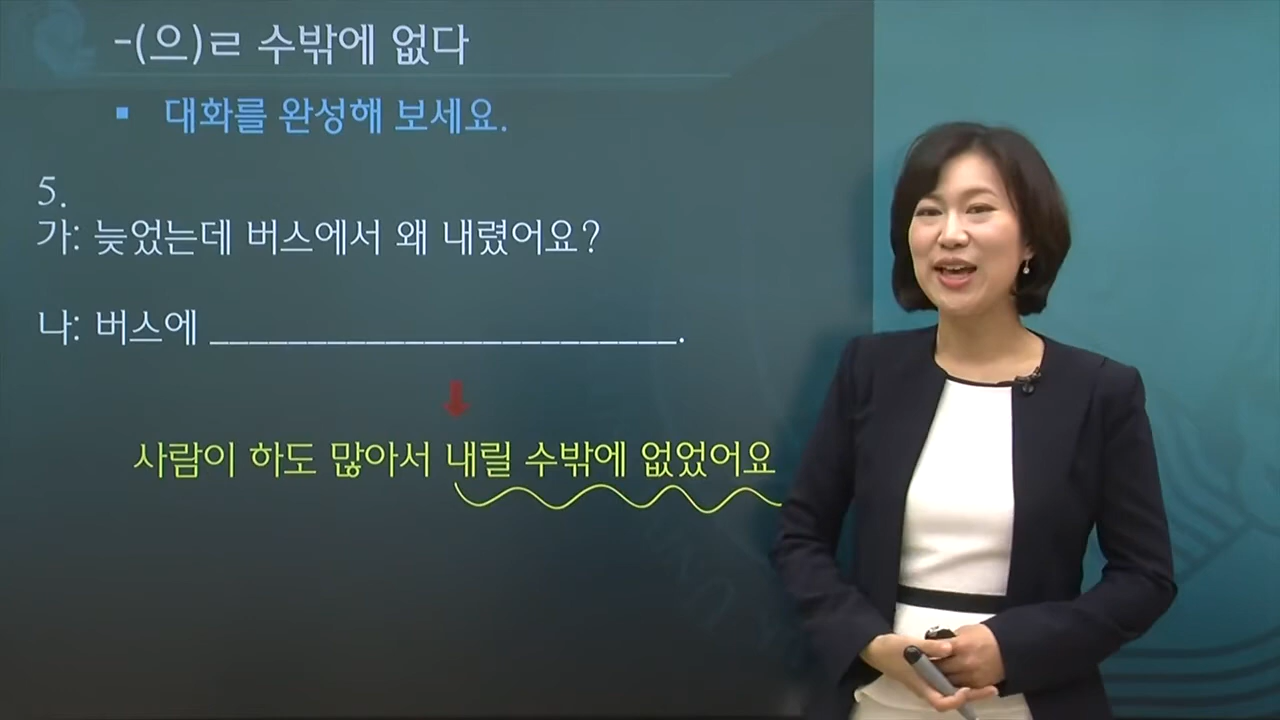 -(으)ㄹ 수밖에 없다
▪ 대화를 완성해 보세요.
5.
가: 늦었는데 버스에서 왜 내렸어요?
나: 버스에 ________________________.
사람이 하도 많아서 내릴 수밖에 없었어요